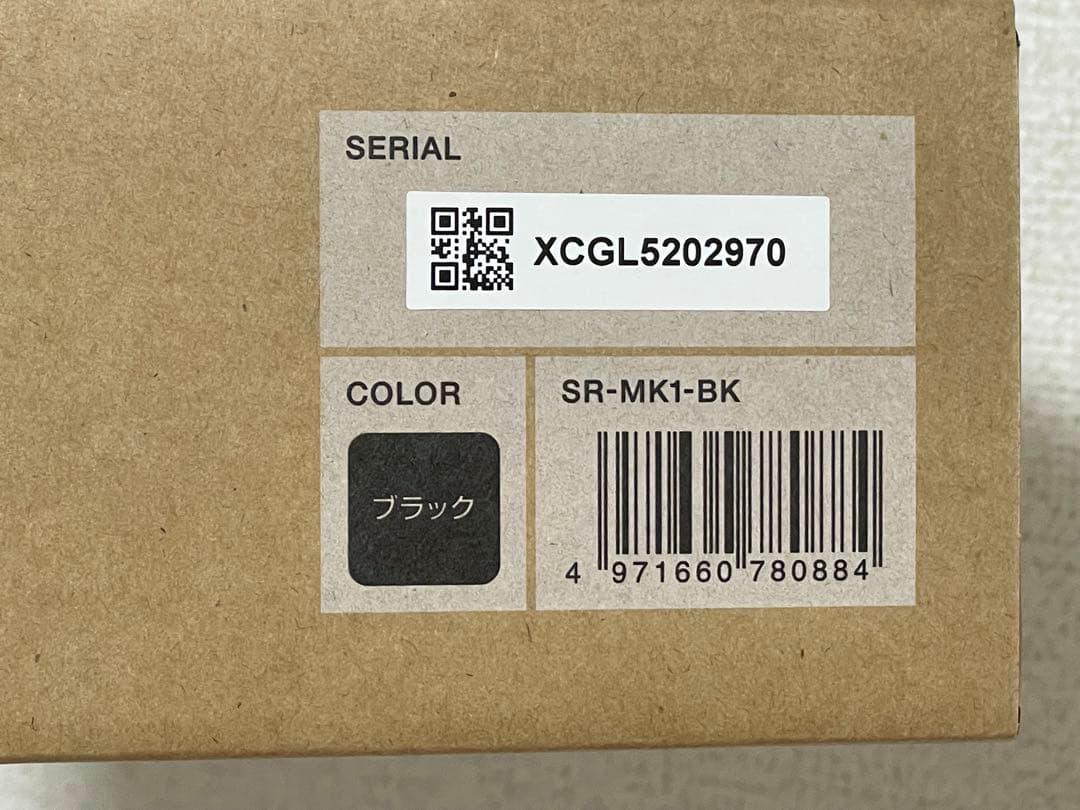 SERIAL
XCGL5202970
COLOR
ブラック
SR-MK1-BK
4 971660 780884